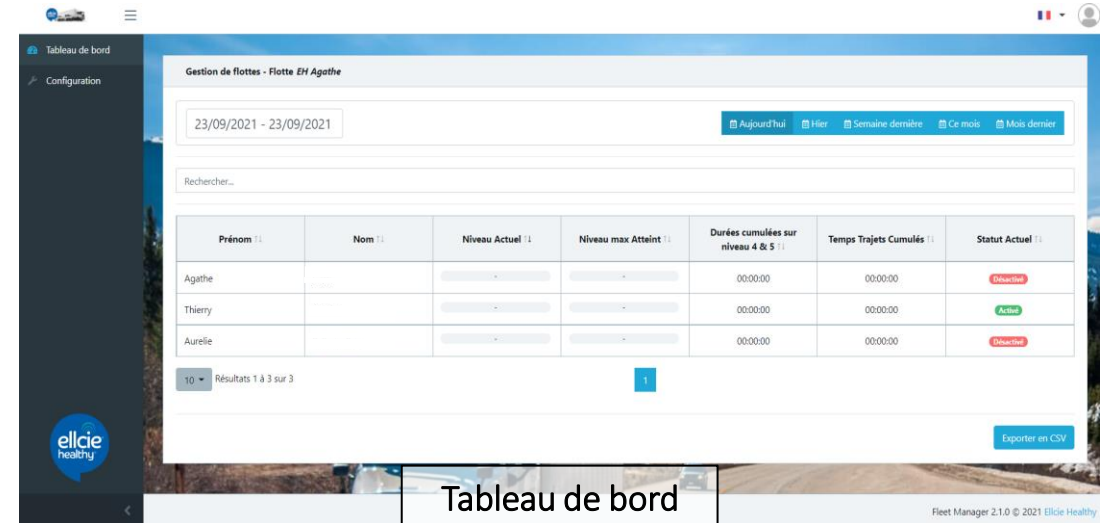 Tableau de bord
Configuration
Gestion de flottes - Flotte EH Agathe
23/09/2021 - 23/09/2021
Aujourd'hui Hier Semaine dernière Ce mois Mois dernier
Rechercher...
Prénom Nom Niveau Actuel Niveau max Atteint Durées cumulées sur niveau 4 & 5 Temps Trajets Cumulés Statut Actuel
Agathe - - 00:00:00 00:00:00 Désactivé
Thierry - - 00:00:00 00:00:00 Activé
Aurelie - - 00:00:00 00:00:00 Désactivé
10 Résultats 1 à 3 sur 3 1
ellcie
healthy
Exporter en CSV
Tableau de bord
Fleet Manager 2.1.0 © 2021 Ellcie Healthy